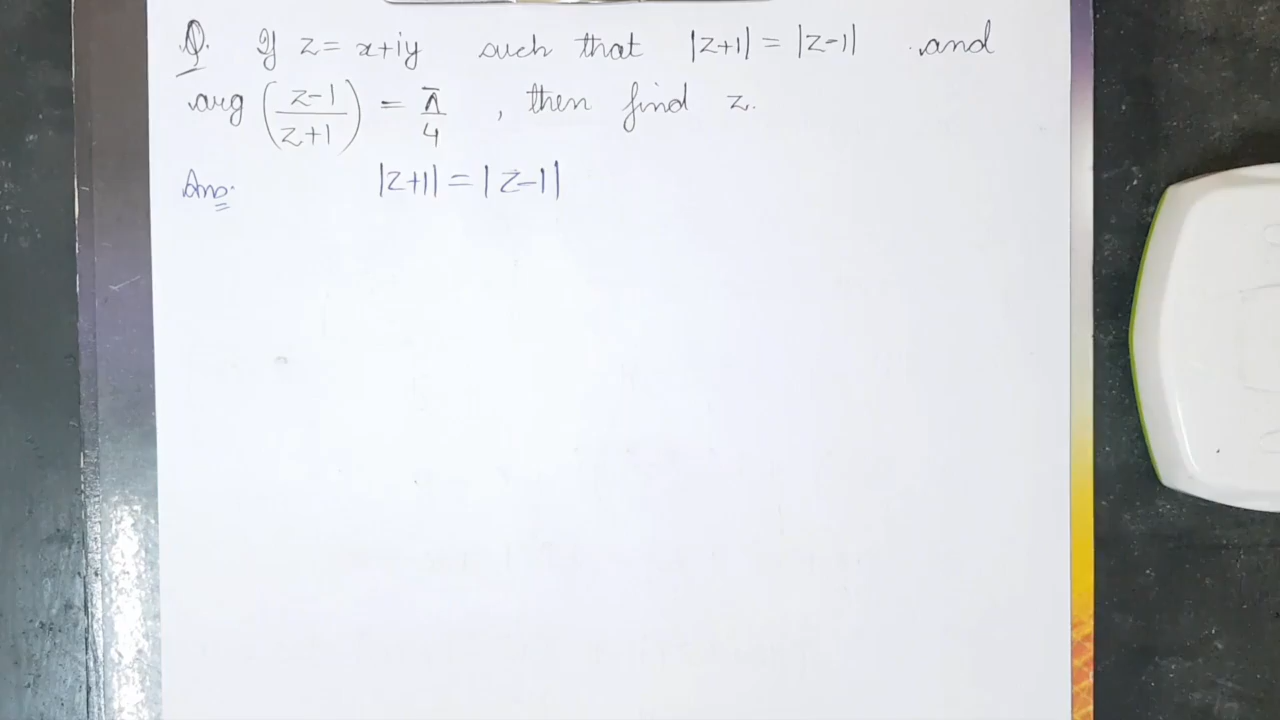 Q. If z = x+iy such that |z+1| = |z-1| and
arg ( z-1 / z+1 ) = π/4 , then find z.
Ans. |z+1| = |z-1|